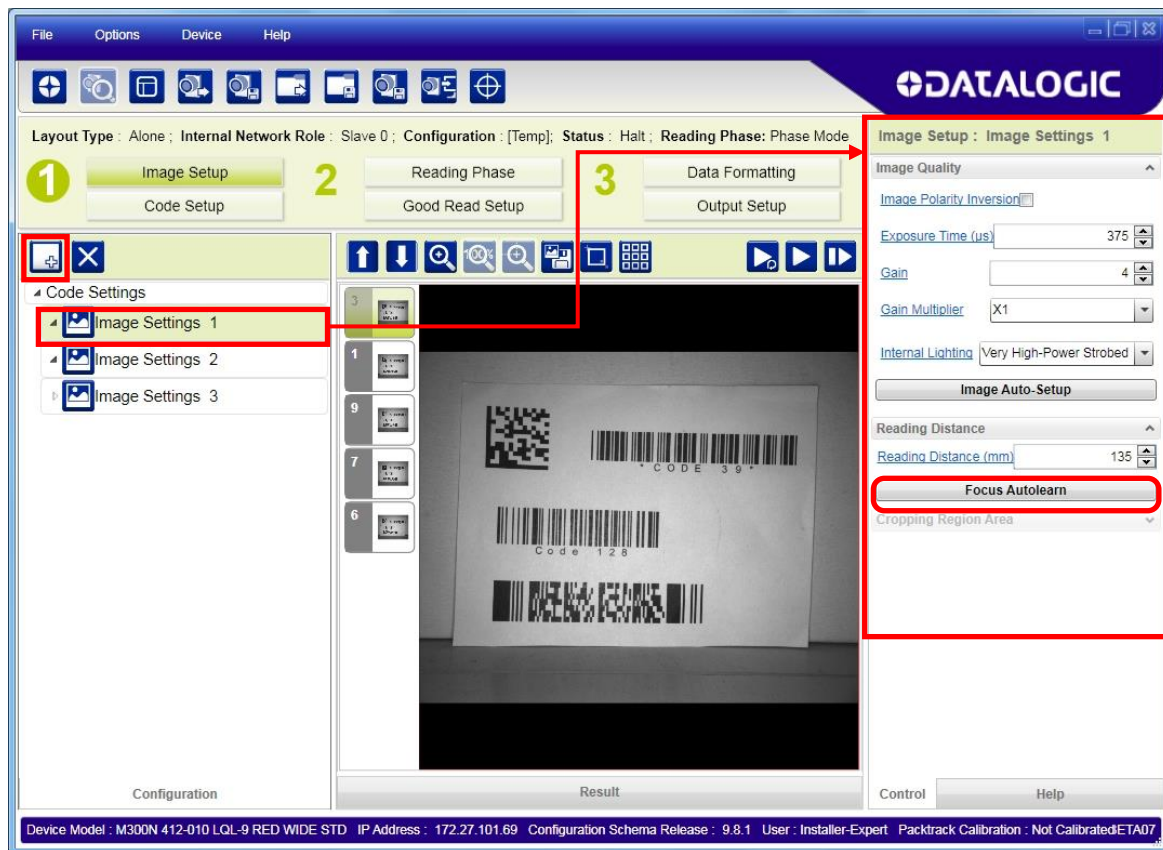 File Options Device Help
DATALOGIC
Layout Type : Alone ; Internal Network Role : Slave 0 ; Configuration : [Temp]; Status : Halt ; Reading Phase: Phase Mode
1 Image Setup 2 Reading Phase 3 Data Formatting
Code Setup Good Read Setup Output Setup
Code Settings
Image Settings 1
Image Settings 2
Image Settings 3
Configuration
100%
3
1
9
7
6
* CODE 39 *
Code 128
Result
Image Setup : Image Settings 1
Image Quality
Image Polarity Inversion
Exposure Time (µs) 375
Gain 4
Gain Multiplier X1
Internal Lighting Very High-Power Strobed
Image Auto-Setup
Reading Distance
Reading Distance (mm) 135
Focus Autolearn
Cropping Region Area
Control Help
Device Model : M300N 412-010 LQL-9 RED WIDE STD IP Address : 172.27.101.69 Configuration Schema Release : 9.8.1 User : Installer-Expert Packtrack Calibration : Not Calibrated